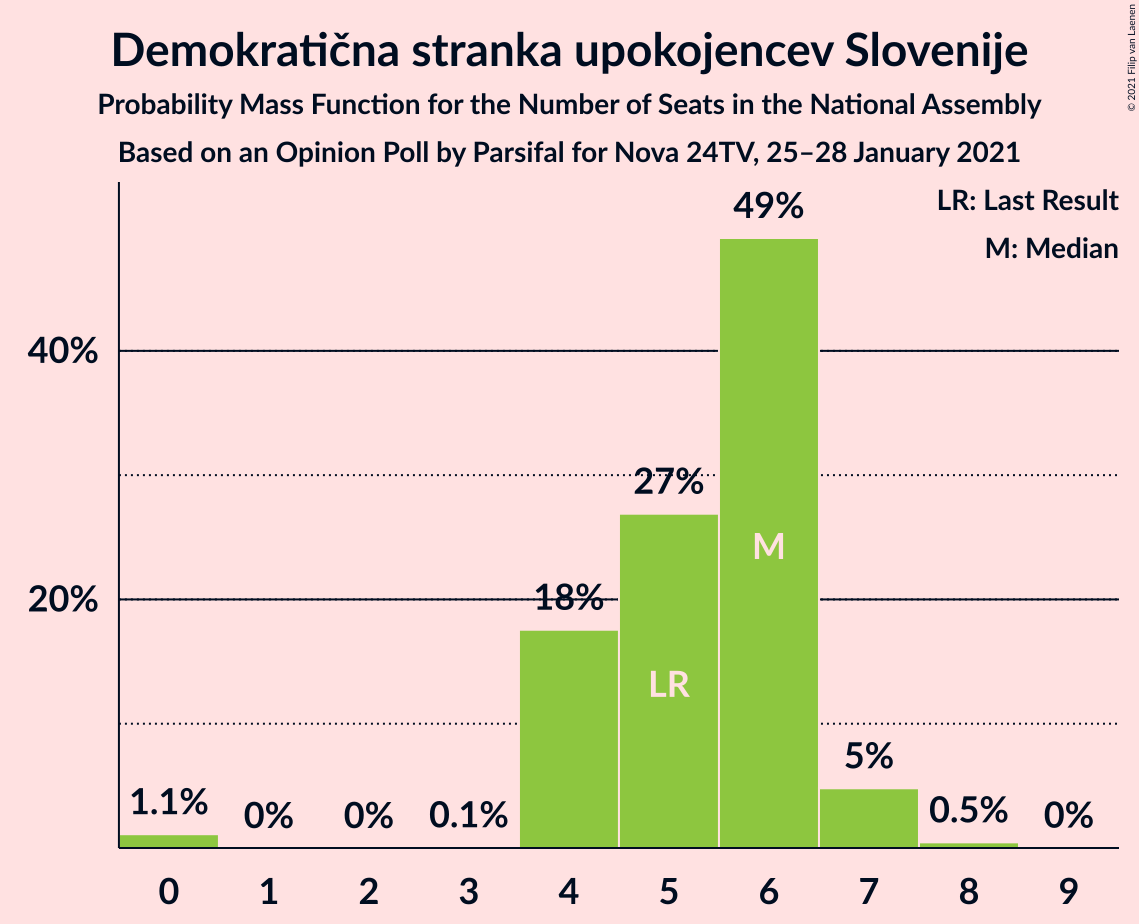 Demokratična stranka upokojencev Slovenije
Probability Mass Function for the Number of Seats in the National Assembly
Based on an Opinion Poll by Parsifal for Nova 24TV, 25–28 January 2021
© 2021 Filip van Laenen
LR: Last Result
M: Median
49%
40%
27%
M
20%
18%
LR
5%
1.1%
0%
0%
0.1%
0.5%
0%
0 1 2 3 4 5 6 7 8 9